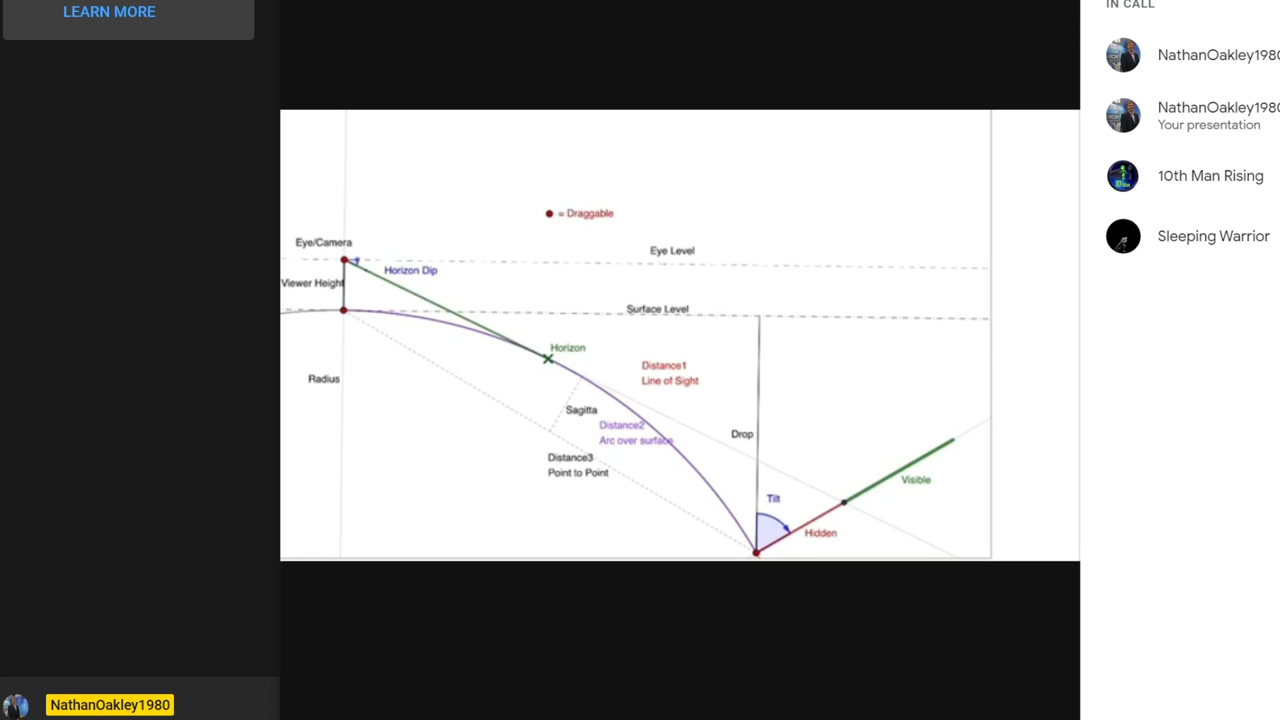 LEARN MORE
IN CALL
NathanOakley1980
NathanOakley1980
Your presentation
10th Man Rising
Sleeping Warrior
= Draggable
Eye/Camera
Eye Level
Horizon Dip
Viewer Height
Surface Level
Horizon
Distance1
Line of Sight
Radius
Sagitta
Distance2
Arc over surface
Drop
Distance3
Point to Point
Visible
Tilt
Hidden
NathanOakley1980